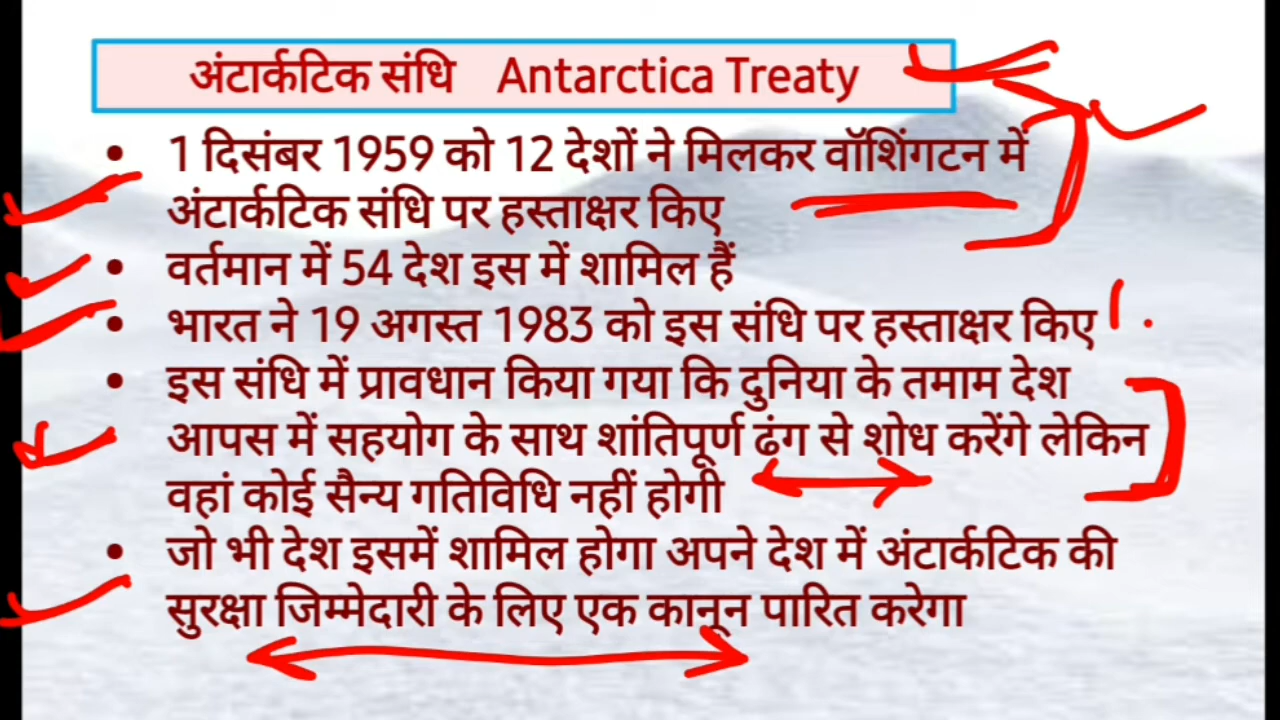 अंटार्कटिक संधि Antarctica Treaty
• 1 दिसंबर 1959 को 12 देशों ने मिलकर वॉशिंगटन में
अंटार्कटिक संधि पर हस्ताक्षर किए
• वर्तमान में 54 देश इस में शामिल हैं
• भारत ने 19 अगस्त 1983 को इस संधि पर हस्ताक्षर किए
• इस संधि में प्रावधान किया गया कि दुनिया के तमाम देश
आपस में सहयोग के साथ शांतिपूर्ण ढंग से शोध करेंगे लेकिन
वहां कोई सैन्य गतिविधि नहीं होगी
• जो भी देश इसमें शामिल होगा अपने देश में अंटार्कटिक की
सुरक्षा जिम्मेदारी के लिए एक कानून पारित करेगा